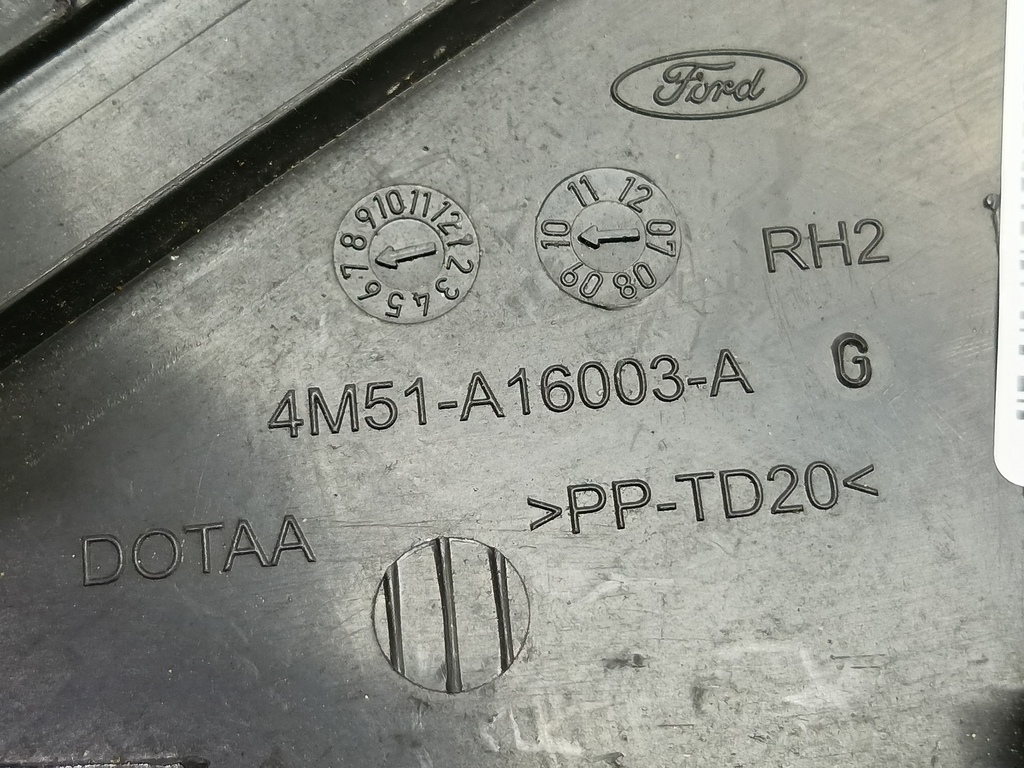 Ford
1 2 3 4 5 6 7 8 9 10 11 12
07 08 09 10 11 12
RH2
4M51-A16003-A G
>PP-TD20<
DOTAA